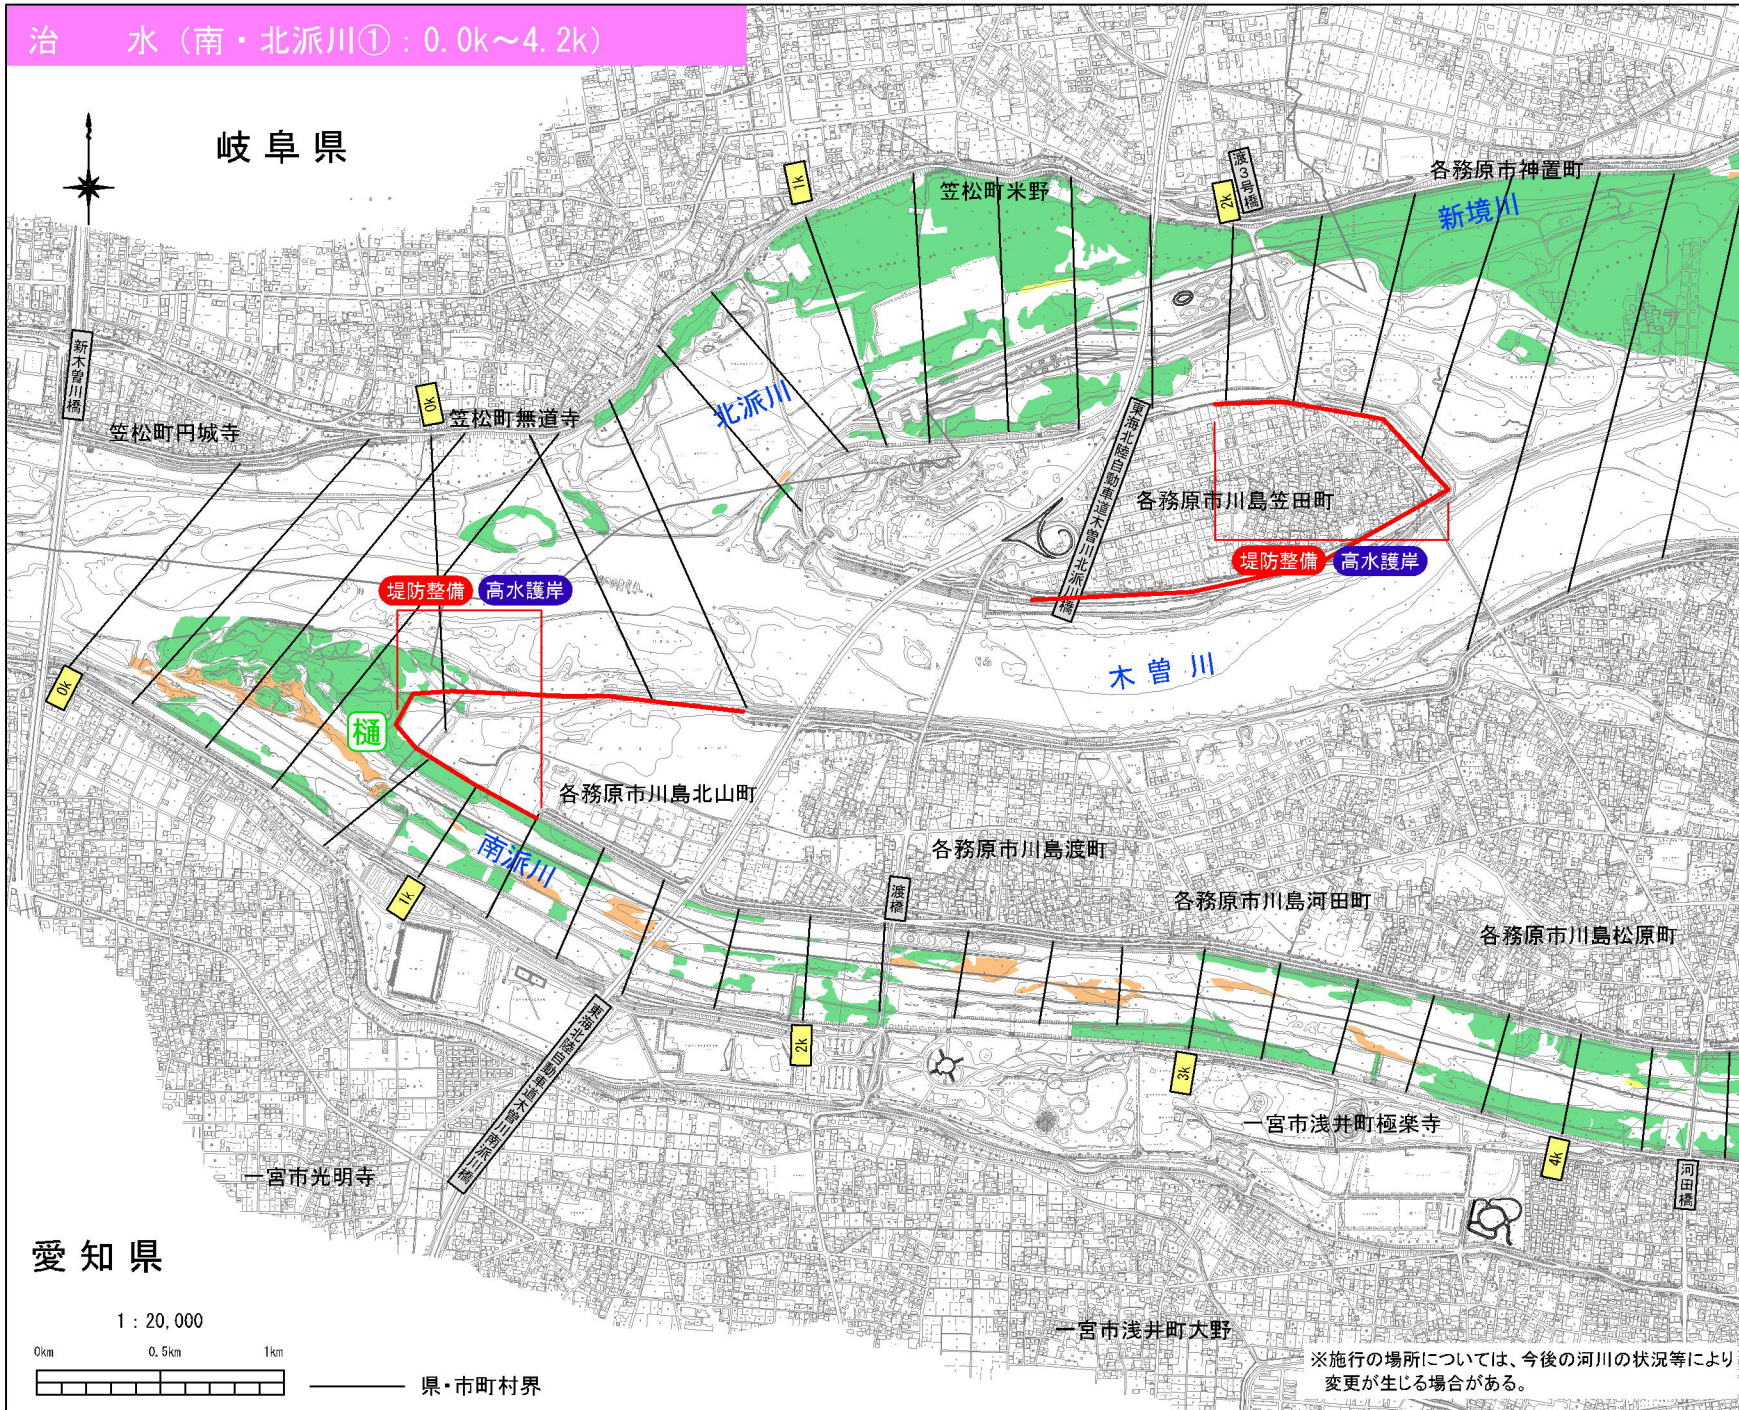 治　　水（南・北派川①：0.0k～4.2k）
岐阜県
1k
笠松町米野
2k
渡3号橋
各務原市神置町
新境川
新木曽川橋
0k
笠松町無道寺
笠松町円城寺
北派川
東海北陸自動車道木曽川北派川橋
各務原市川島笠田町
堤防整備 高水護岸
堤防整備 高水護岸
木曽川
0k
樋
各務原市川島北山町
南派川
各務原市川島渡町
1k
渡橋
各務原市川島河田町
各務原市川島松原町
東海北陸自動車道木曽川南派川橋
2k
3k
一宮市浅井町極楽寺
4k
河田橋
一宮市光明寺
愛知県
1：20,000
0km 0.5km 1km
県・市町村界
一宮市浅井町大野
※施行の場所については、今後の河川の状況等により
変更が生じる場合がある。